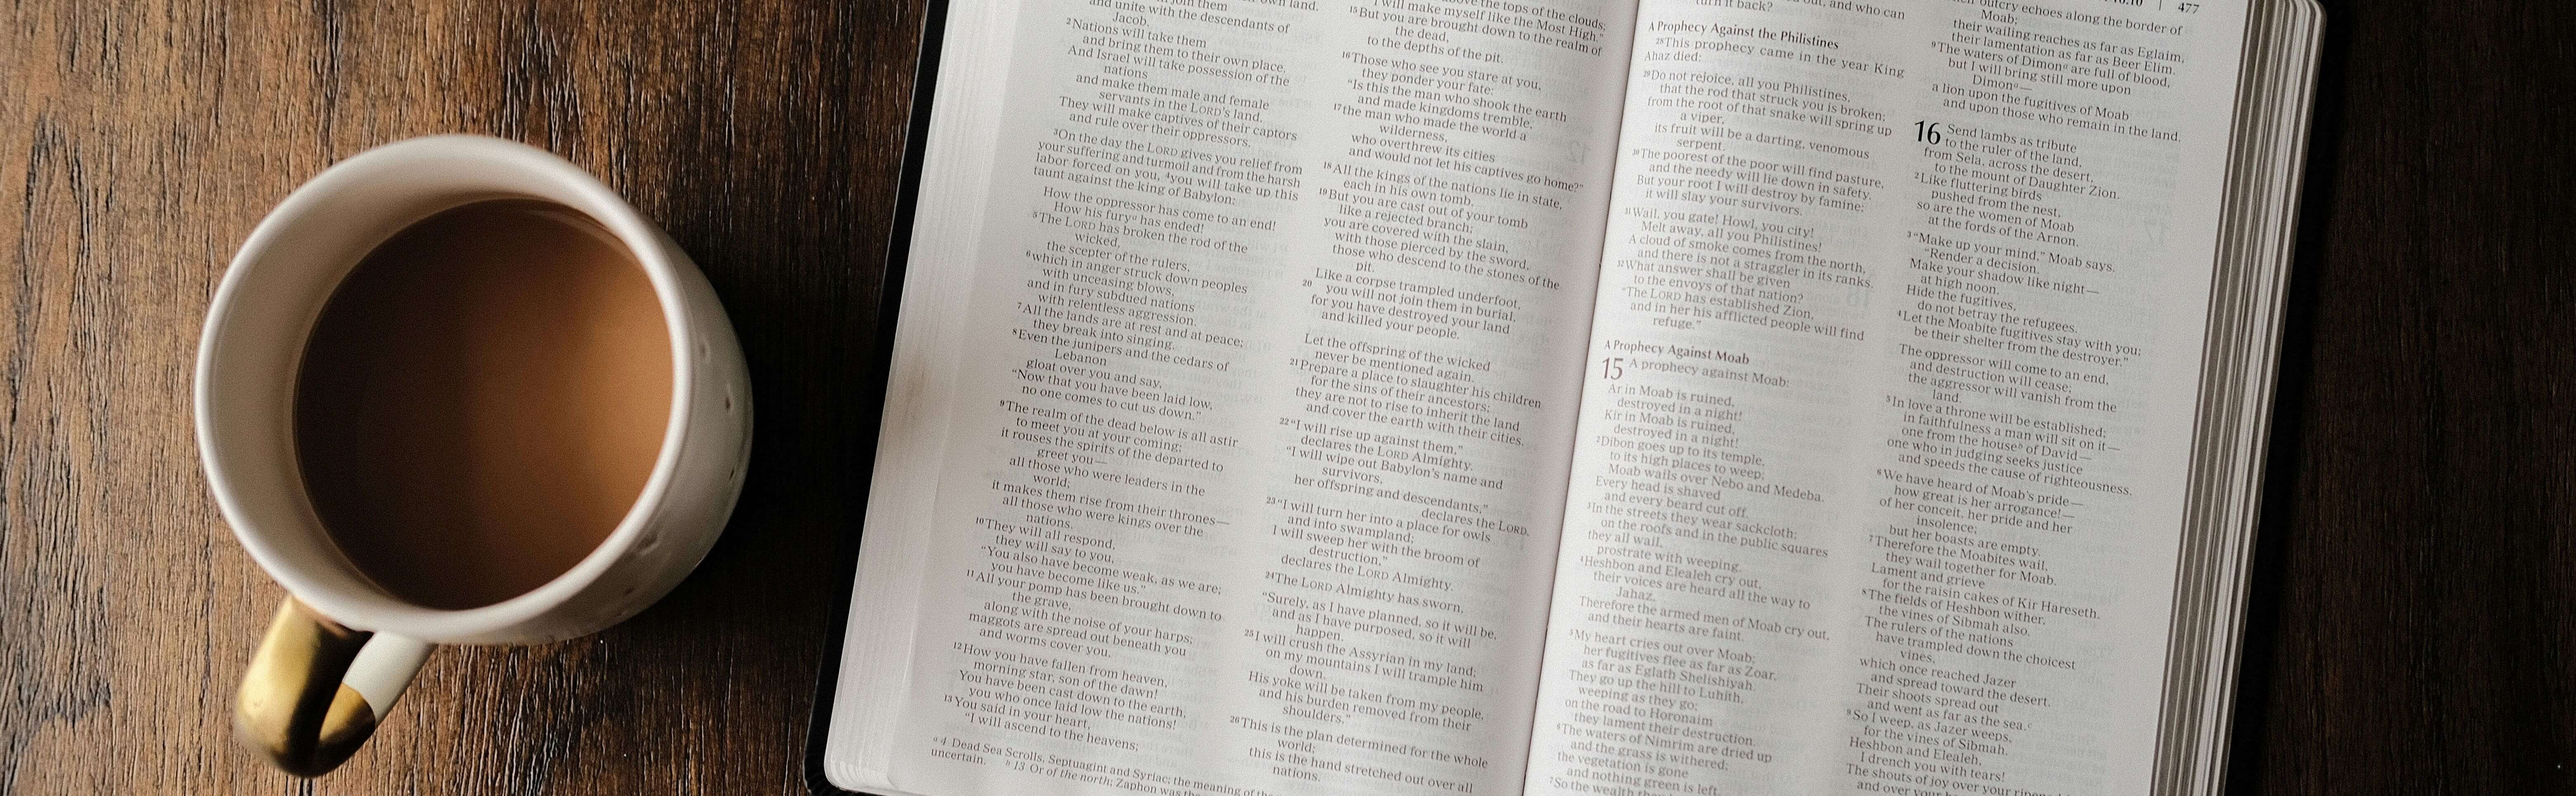 and unite with the descendants of
Jacob.
2Nations will take them
and bring them to their own place.
And Israel will take possession of the
nations
and make them male and female
servants in the LORD's land.
They will make captives of their captors
and rule over their oppressors.
3On the day the LORD gives you relief from
your suffering and turmoil and from the harsh
labor forced on you, 4you will take up this
taunt against the king of Babylon:
How the oppressor has come to an end!
How his furya has ended!
5The LORD has broken the rod of the
wicked,
the scepter of the rulers,
6which in anger struck down peoples
with unceasing blows,
and in fury subdued nations
with relentless aggression.
7All the lands are at rest and at peace;
they break into singing.
8Even the junipers and the cedars of
Lebanon
gloat over you and say,
"Now that you have been laid low,
no one comes to cut us down."
9The realm of the dead below is all astir
to meet you at your coming;
it rouses the spirits of the departed to
greet you—
all those who were leaders in the
world;
it makes them rise from their thrones—
all those who were kings over the
nations.
10They will all respond,
they will say to you,
"You also have become weak, as we are;
you have become like us."
11All your pomp has been brought down to
the grave,
along with the noise of your harps;
maggots are spread out beneath you
and worms cover you.
12How you have fallen from heaven,
morning star, son of the dawn!
You have been cast down to the earth,
you who once laid low the nations!
13You said in your heart,
"I will ascend to the heavens;
a 4 Dead Sea Scrolls, Septuagint and Syriac; the meaning of the
uncertain. b 13 Or of the north; Zaphon was the
above the tops of the clouds;
I will make myself like the Most High."
15But you are brought down to the realm of
the dead,
to the depths of the pit.
16Those who see you stare at you,
they ponder your fate:
"Is this the man who shook the earth
and made kingdoms tremble,
17the man who made the world a
wilderness,
who overthrew its cities
and would not let his captives go home?"
18All the kings of the nations lie in state,
each in his own tomb.
19But you are cast out of your tomb
like a rejected branch;
you are covered with the slain,
with those pierced by the sword,
those who descend to the stones of the
pit.
Like a corpse trampled underfoot,
20 you will not join them in burial,
for you have destroyed your land
and killed your people.
Let the offspring of the wicked
never be mentioned again.
21Prepare a place to slaughter his children
for the sins of their ancestors;
they are not to rise to inherit the land
and cover the earth with their cities.
22"I will rise up against them,"
declares the LORD Almighty.
"I will wipe out Babylon's name and
survivors,
her offspring and descendants,"
declares the LORD.
23"I will turn her into a place for owls
and into swampland;
I will sweep her with the broom of
destruction,"
declares the LORD Almighty.
24The LORD Almighty has sworn,
"Surely, as I have planned, so it will be,
and as I have purposed, so it will
happen.
25I will crush the Assyrian in my land;
on my mountains I will trample him
down.
His yoke will be taken from my people,
and his burden removed from their
shoulders."
26This is the plan determined for the whole
world;
this is the hand stretched out over all
nations.
out, and who can
turn it back?
A Prophecy Against the Philistines
28This prophecy came in the year King
Ahaz died:
29Do not rejoice, all you Philistines,
that the rod that struck you is broken;
from the root of that snake will spring up
a viper,
its fruit will be a darting, venomous
serpent.
30The poorest of the poor will find pasture,
and the needy will lie down in safety.
But your root I will destroy by famine;
it will slay your survivors.
31Wail, you gate! Howl, you city!
Melt away, all you Philistines!
A cloud of smoke comes from the north,
and there is not a straggler in its ranks.
32What answer shall be given
to the envoys of that nation?
"The LORD has established Zion,
and in her his afflicted people will find
refuge."
A Prophecy Against Moab
15 A prophecy against Moab:
Ar in Moab is ruined,
destroyed in a night!
Kir in Moab is ruined,
destroyed in a night!
2Dibon goes up to its temple,
to its high places to weep;
Moab wails over Nebo and Medeba.
Every head is shaved
and every beard cut off.
3In the streets they wear sackcloth;
on the roofs and in the public squares
they all wail,
prostrate with weeping.
4Heshbon and Elealeh cry out,
their voices are heard all the way to
Jahaz.
Therefore the armed men of Moab cry out,
and their hearts are faint.
5My heart cries out over Moab;
her fugitives flee as far as Zoar,
as far as Eglath Shelishiyah.
They go up the hill to Luhith,
weeping as they go;
on the road to Horonaim
they lament their destruction.
6The waters of Nimrim are dried up
and the grass is withered;
the vegetation is gone
and nothing green is left.
7So the wealth they
477
outcry echoes along the border of
Moab;
their wailing reaches as far as Eglaim,
their lamentation as far as Beer Elim.
9The waters of Dimona are full of blood,
but I will bring still more upon
Dimona—
a lion upon the fugitives of Moab
and upon those who remain in the land.
16 Send lambs as tribute
to the ruler of the land,
from Sela, across the desert,
to the mount of Daughter Zion.
2Like fluttering birds
pushed from the nest,
so are the women of Moab
at the fords of the Arnon.
3"Make up your mind," Moab says.
"Render a decision.
Make your shadow like night—
at high noon.
Hide the fugitives,
do not betray the refugees.
4Let the Moabite fugitives stay with you;
be their shelter from the destroyer."
The oppressor will come to an end,
and destruction will cease;
the aggressor will vanish from the
land.
5In love a throne will be established;
in faithfulness a man will sit on it—
one from the houseb of David—
one who in judging seeks justice
and speeds the cause of righteousness.
6We have heard of Moab's pride—
how great is her arrogance!—
of her conceit, her pride and her
insolence;
but her boasts are empty.
7Therefore the Moabites wail,
they wail together for Moab.
Lament and grieve
for the raisin cakes of Kir Hareseth.
8The fields of Heshbon wither,
the vines of Sibmah also.
The rulers of the nations
have trampled down the choicest
vines,
which once reached Jazer
and spread toward the desert.
Their shoots spread out
and went as far as the sea.c
9So I weep, as Jazer weeps,
for the vines of Sibmah.
Heshbon and Elealeh,
I drench you with tears!
The shouts of joy over your ripened
and over your